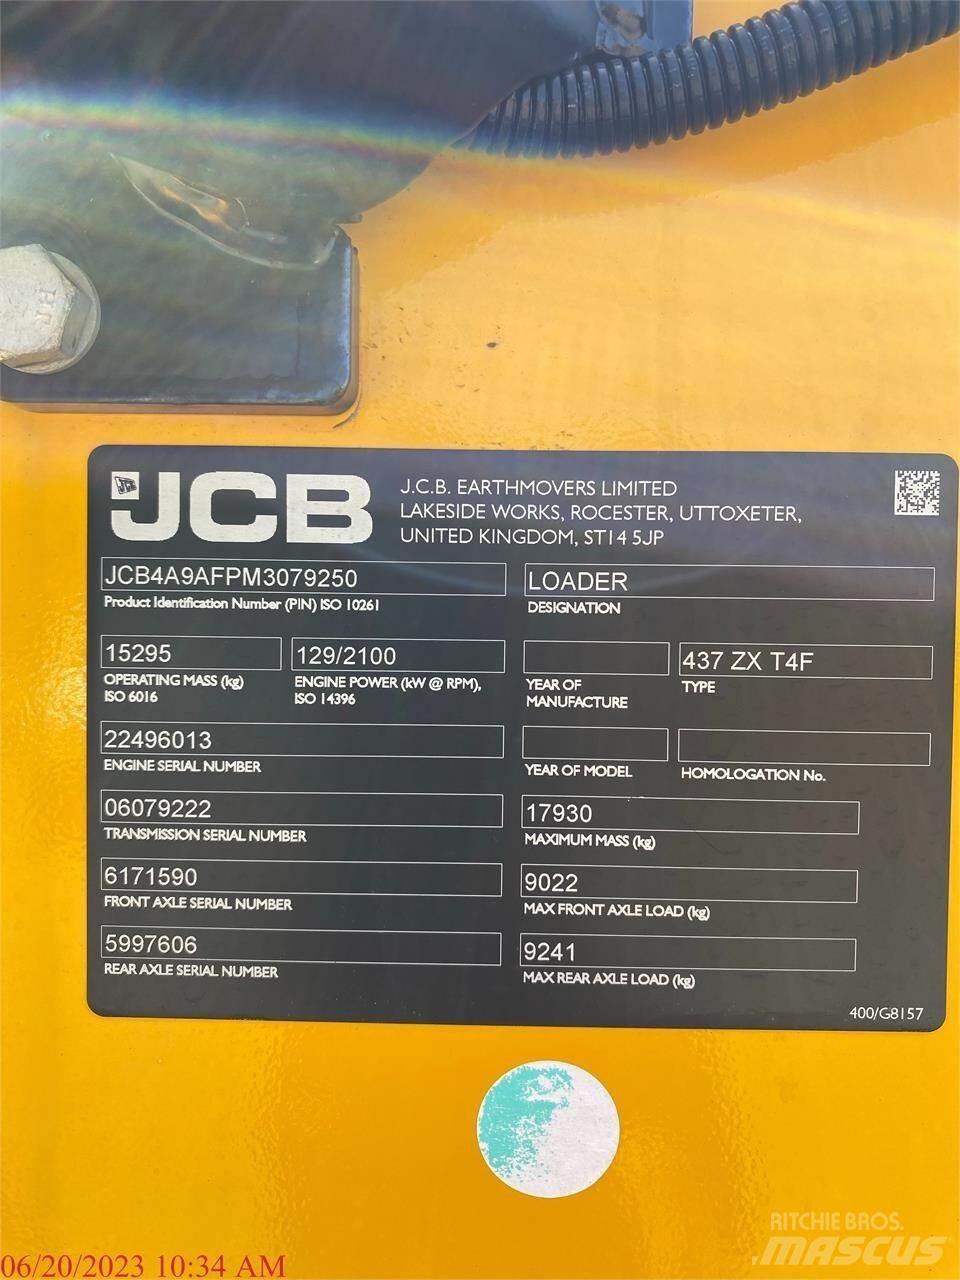 JCB
J.C.B. EARTHMOVERS LIMITED
LAKESIDE WORKS, ROCESTER, UTTOXETER,
UNITED KINGDOM, ST14 5JP
JCB4A9AFPM3079250
Product Identification Number (PIN) ISO 10261
LOADER
DESIGNATION
15295
OPERATING MASS (kg)
ISO 6016
129/2100
ENGINE POWER (kW @ RPM),
ISO 14396
YEAR OF
MANUFACTURE
437 ZX T4F
TYPE
22496013
ENGINE SERIAL NUMBER
YEAR OF MODEL
HOMOLOGATION No.
06079222
TRANSMISSION SERIAL NUMBER
17930
MAXIMUM MASS (kg)
6171590
FRONT AXLE SERIAL NUMBER
9022
MAX FRONT AXLE LOAD (kg)
5997606
REAR AXLE SERIAL NUMBER
9241
MAX REAR AXLE LOAD (kg)
400/G8157
RITCHIE BROS.
MASCUS
06/20/2023 10:34 AM